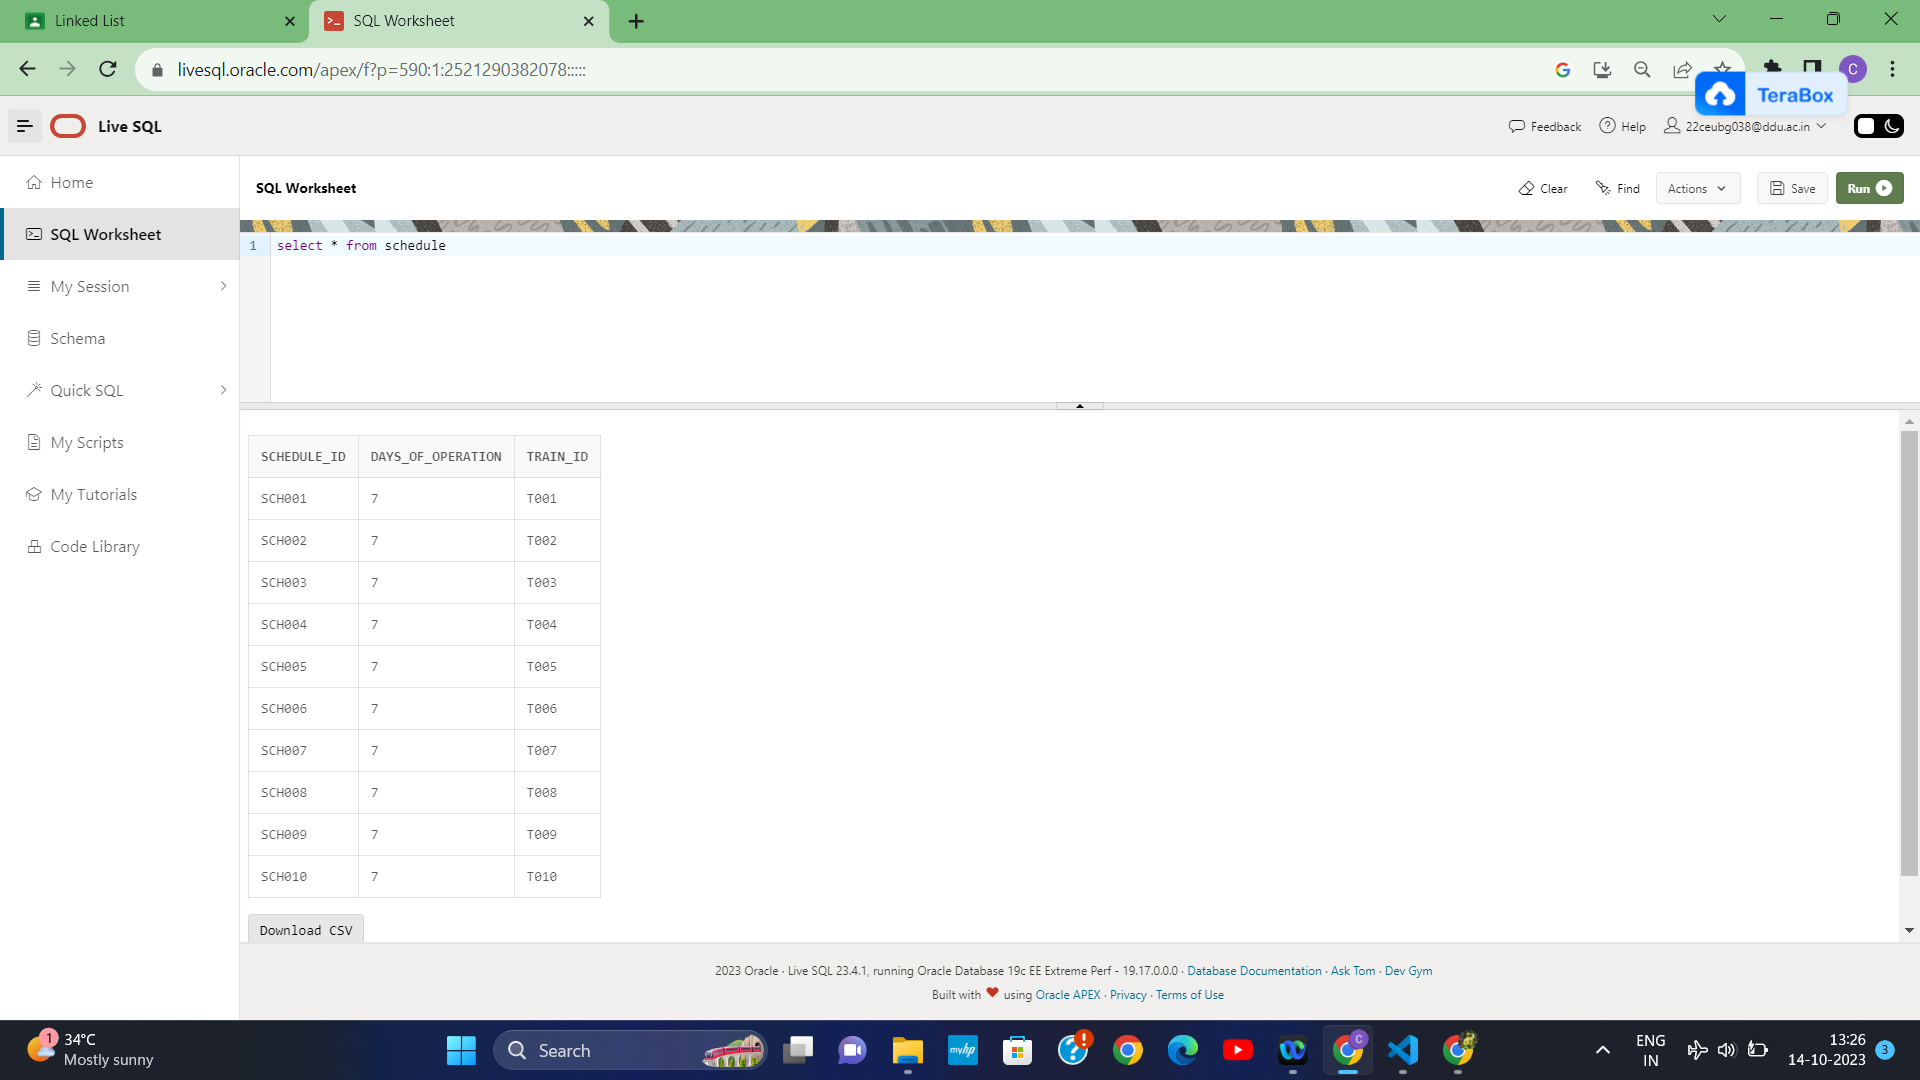 Linked List
SQL Worksheet
livesql.oracle.com/apex/f?p=590:1:2521290382078:::::
C
TeraBox
Live SQL
Feedback
Help
22ceubg038@ddu.ac.in
Home
SQL Worksheet
Clear
Find
Actions
Save
Run
SQL Worksheet
1 select * from schedule
My Session
Schema
Quick SQL
My Scripts
My Tutorials
Code Library
SCHEDULE_ID DAYS_OF_OPERATION TRAIN_ID
SCH001 7 T001
SCH002 7 T002
SCH003 7 T003
SCH004 7 T004
SCH005 7 T005
SCH006 7 T006
SCH007 7 T007
SCH008 7 T008
SCH009 7 T009
SCH010 7 T010
Download CSV
2023 Oracle · Live SQL 23.4.1, running Oracle Database 19c EE Extreme Perf - 19.17.0.0.0 · Database Documentation · Ask Tom · Dev Gym
Built with ❤ using Oracle APEX · Privacy · Terms of Use
1
34°C
Mostly sunny
Search
myhp
C
ENG
IN
13:26
14-10-2023
3